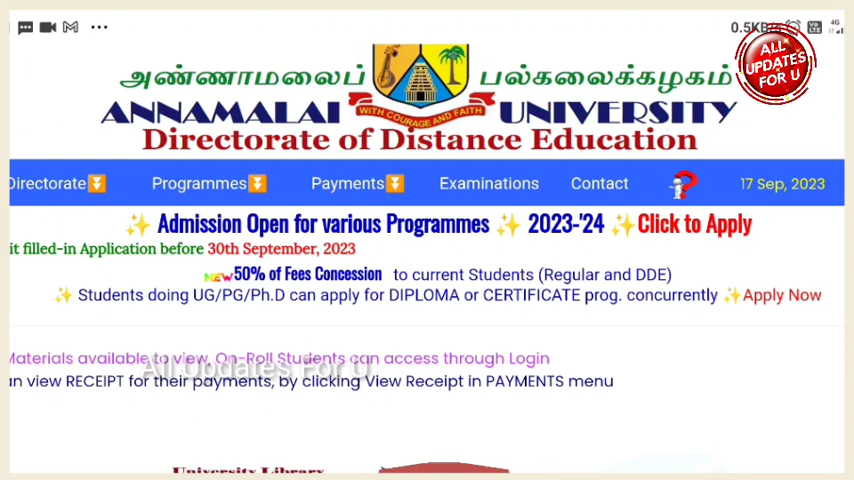 0.5KB/s
4G
Vo
LTE
ALL
UPDATES
FOR U
அண்ணாமலைப் பல்கலைக்கழகம்
ANNAMALAI UNIVERSITY
WITH COURAGE AND FAITH
Directorate of Distance Education
Directorate Programmes Payments Examinations Contact ? 17 Sep, 2023
✨ Admission Open for various Programmes ✨ 2023-'24 ✨Click to Apply
it filled-in Application before 30th September, 2023
NEW 50% of Fees Concession to current Students (Regular and DDE)
✨ Students doing UG/PG/Ph.D can apply for DIPLOMA or CERTIFICATE prog. concurrently ✨Apply Now
Materials available to view, On-Roll Students can access through Login
All Updates For U
an view RECEIPT for their payments, by clicking View Receipt in PAYMENTS menu
University Library